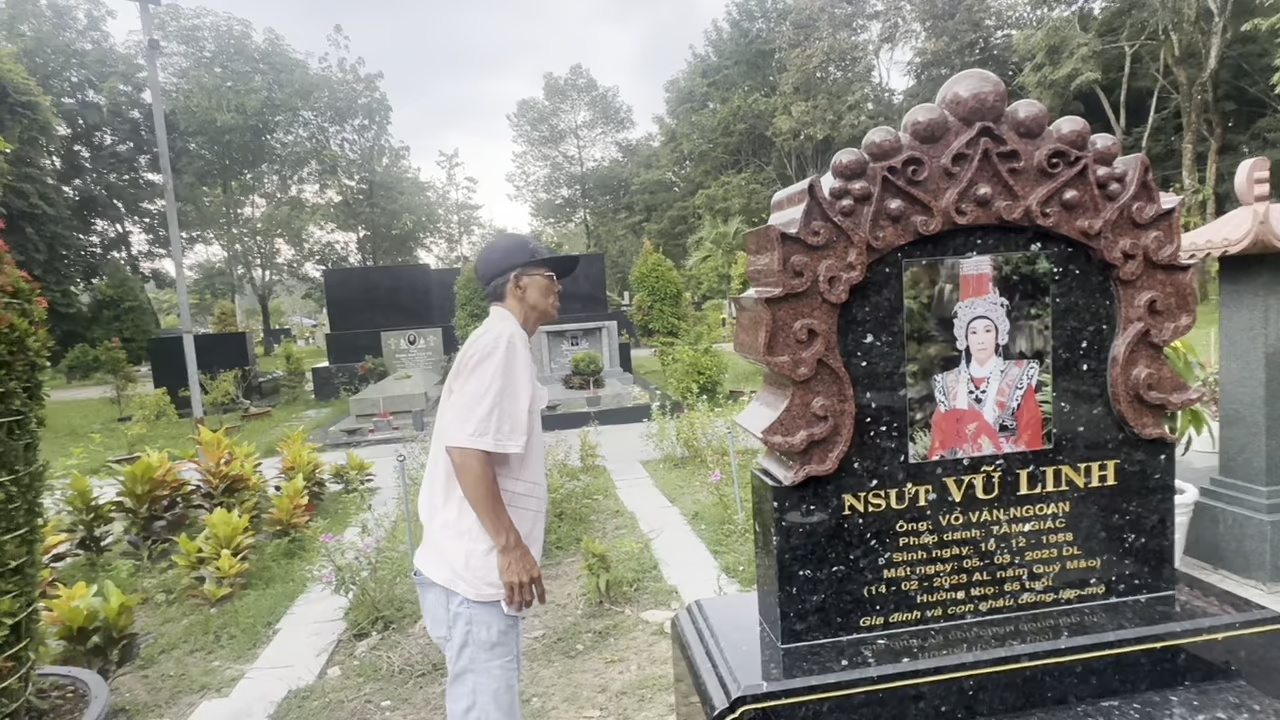 NSƯT VŨ LINH
Ông: VÕ VĂN NGOAN
Pháp danh: TÂM GIÁC
Sinh ngày: 10 - 12 - 1958
Mất ngày: 05 - 03 - 2023 DL
(14 - 02 - 2023 AL năm Quý Mão)
Hưởng thọ: 66 tuổi
Gia đình và con cháu đồng lập mộ